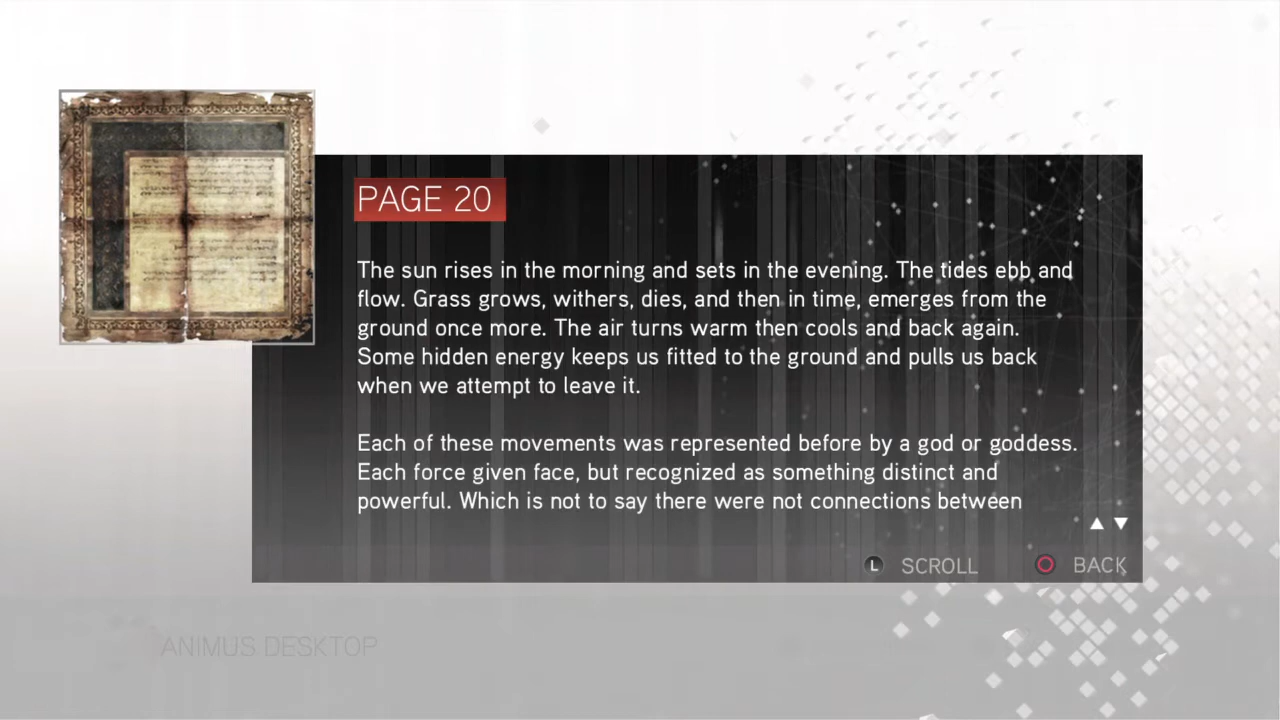 PAGE 20
The sun rises in the morning and sets in the evening. The tides ebb and
flow. Grass grows, withers, dies, and then in time, emerges from the
ground once more. The air turns warm then cools and back again.
Some hidden energy keeps us fitted to the ground and pulls us back
when we attempt to leave it.
Each of these movements was represented before by a god or goddess.
Each force given face, but recognized as something distinct and
powerful. Which is not to say there were not connections between
L SCROLL BACK
ANIMUS DESKTOP